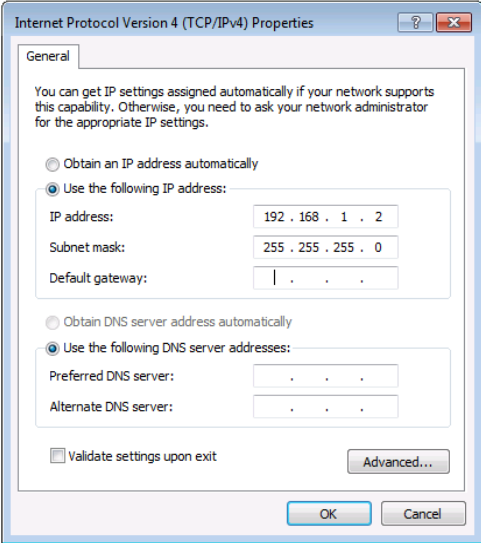 Internet Protocol Version 4 (TCP/IPv4) Properties
General
You can get IP settings assigned automatically if your network supports
this capability. Otherwise, you need to ask your network administrator
for the appropriate IP settings.
Obtain an IP address automatically
Use the following IP address:
IP address: 192 . 168 . 1 . 2
Subnet mask: 255 . 255 . 255 . 0
Default gateway: . . .
Obtain DNS server address automatically
Use the following DNS server addresses:
Preferred DNS server: . . .
Alternate DNS server: . . .
Validate settings upon exit
Advanced...
OK Cancel